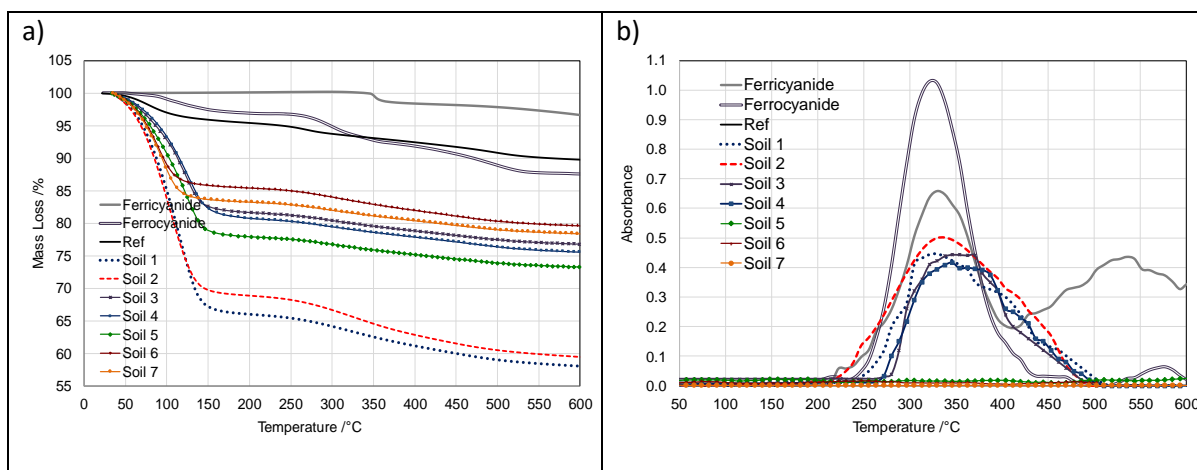 a)
105
100
95
90
85
80
75
70
65
60
55
Mass Loss /%
Ferricyanide
Ferrocyanide
Ref
Soil 1
Soil 2
Soil 3
Soil 4
Soil 5
Soil 6
Soil 7
0 50 100 150 200 250 300 350 400 450 500 550 600
Temperature /°C
b)
1.1
1.0
0.9
0.8
0.7
0.6
0.5
0.4
0.3
0.2
0.1
0.0
Absorbance
Ferricyanide
Ferrocyanide
Ref
Soil 1
Soil 2
Soil 3
Soil 4
Soil 5
Soil 6
Soil 7
50 100 150 200 250 300 350 400 450 500 550 600
Temperature /°C